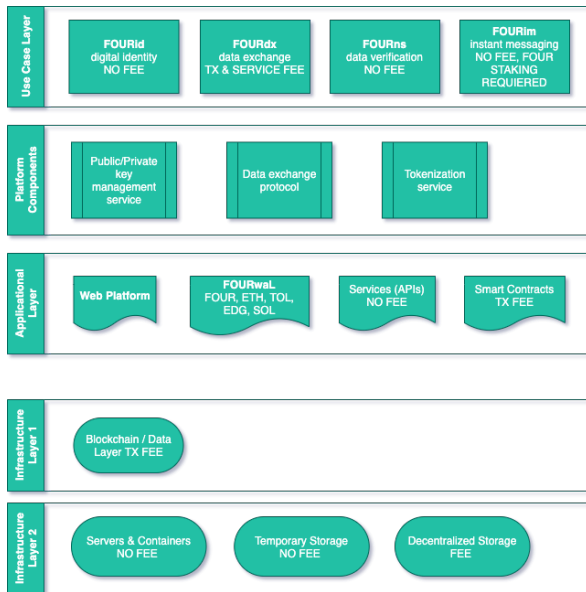 Use Case Layer
FOURid
digital identity
NO FEE
FOURdx
data exchange
TX & SERVICE FEE
FOURns
data verification
NO FEE
FOURim
instant messaging
NO FEE, FOUR
STAKING
REQUIERED
Platform
Components
Public/Private
key
management
service
Data exchange
protocol
Tokenization
service
Applicational
Layer
Web Platform
FOURwaL
FOUR, ETH, TOL,
EDG, SOL
Services (APIs)
NO FEE
Smart Contracts
TX FEE
Infrastructure
Layer 1
Blockchain / Data
Layer TX FEE
Infrastructure
Layer 2
Servers & Containers
NO FEE
Temporary Storage
NO FEE
Decentralized Storage
FEE